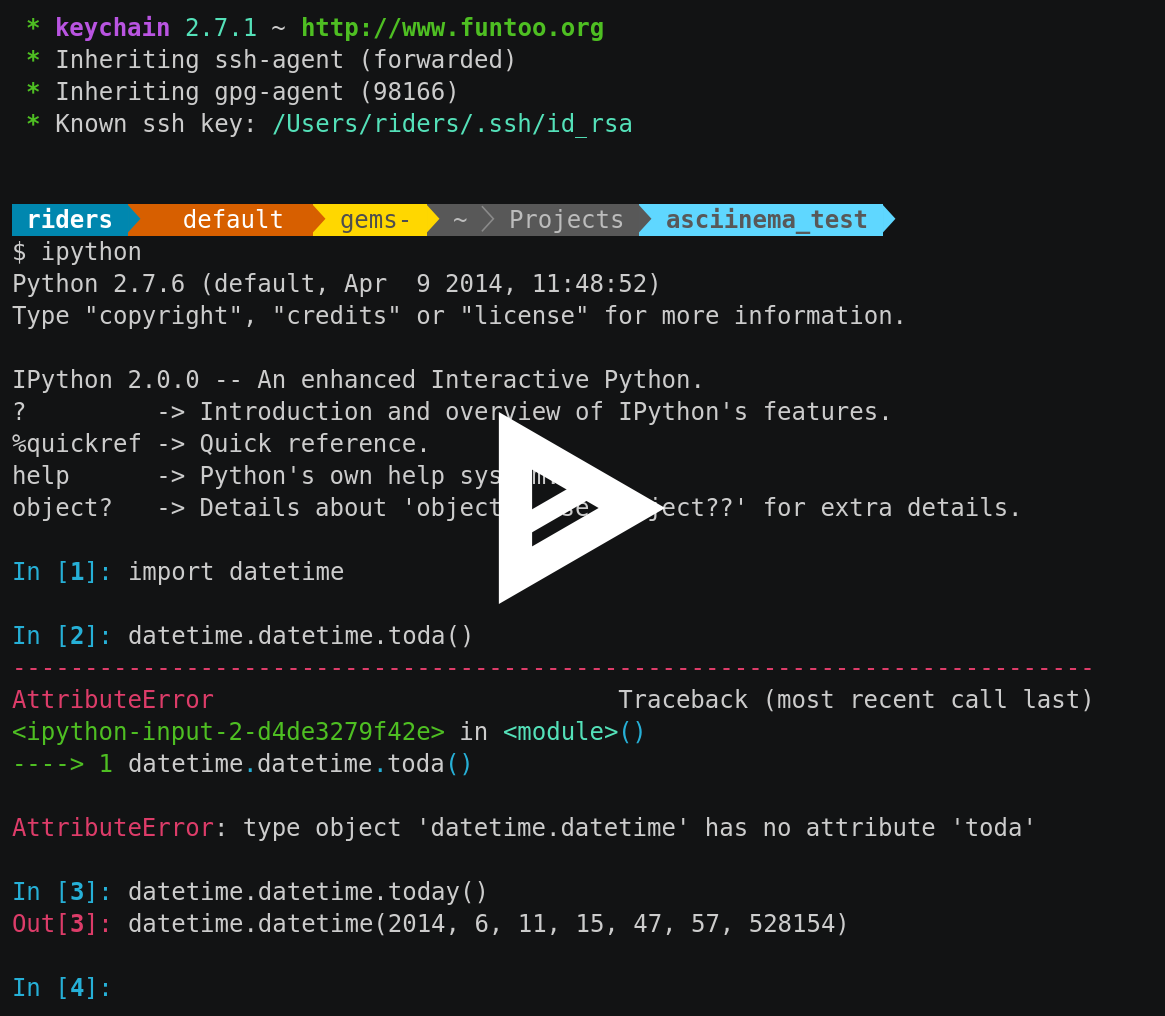 * keychain 2.7.1 ~ http://www.funtoo.org
* Inheriting ssh-agent (forwarded)
* Inheriting gpg-agent (98166)
* Known ssh key: /Users/riders/.ssh/id_rsa
riders default gems- ~ Projects asciinema_test
$ ipython
Python 2.7.6 (default, Apr  9 2014, 11:48:52)
Type "copyright", "credits" or "license" for more information.
IPython 2.0.0 -- An enhanced Interactive Python.
?         -> Introduction and overview of IPython's features.
%quickref -> Quick reference.
help      -> Python's own help system.
object?   -> Details about 'object', use 'object??' for extra details.
In [1]: import datetime
In [2]: datetime.datetime.toda()
---------------------------------------------------------------------------
AttributeError                            Traceback (most recent call last)
<ipython-input-2-d4de3279f42e> in <module>()
----> 1 datetime.datetime.toda()
AttributeError: type object 'datetime.datetime' has no attribute 'toda'
In [3]: datetime.datetime.today()
Out[3]: datetime.datetime(2014, 6, 11, 15, 47, 57, 528154)
In [4]: